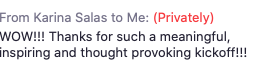 From Karina Salas to Me: (Privately)
WOW!!! Thanks for such a meaningful,
inspiring and thought provoking kickoff!!!